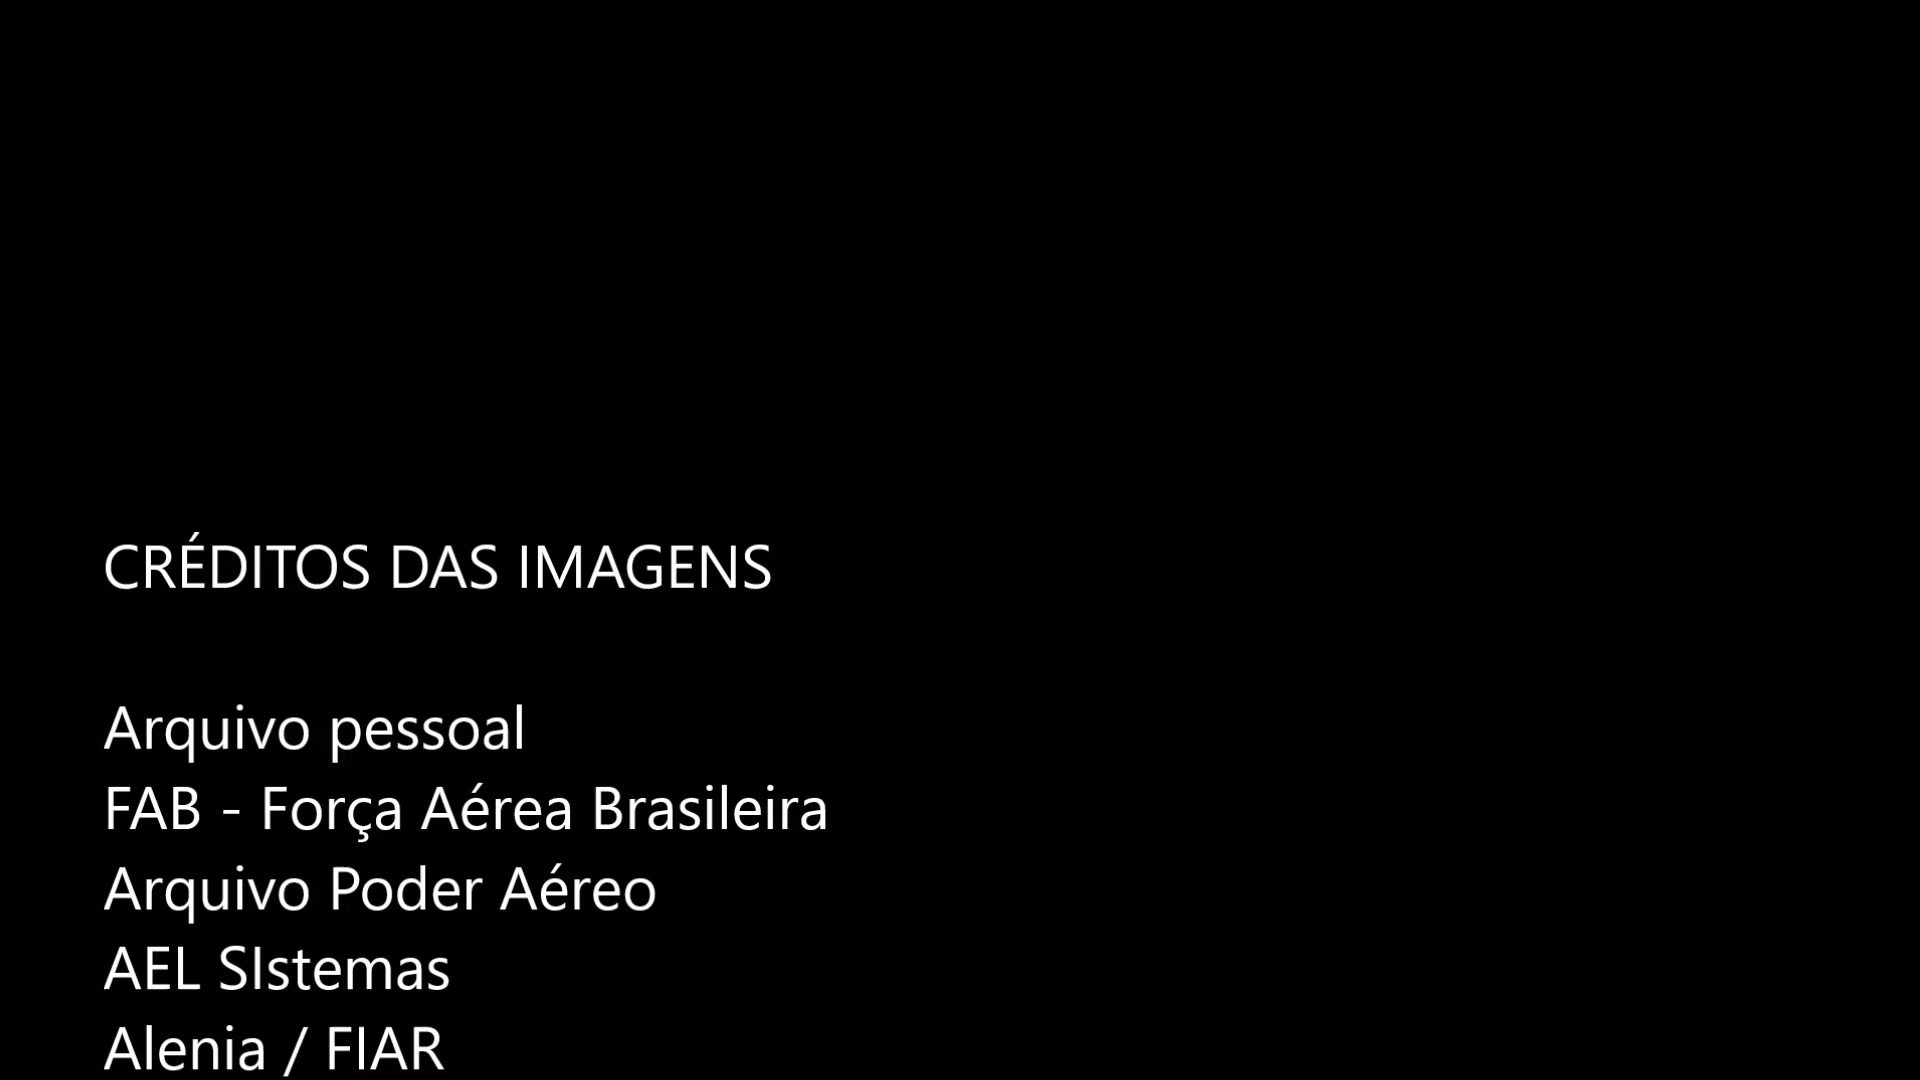 CRÉDITOS DAS IMAGENS
Arquivo pessoal
FAB - Força Aérea Brasileira
Arquivo Poder Aéreo
AEL SIstemas
Alenia / FIAR